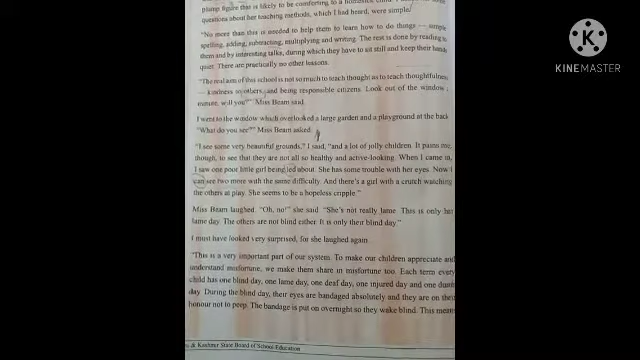 plump figure that is likely to be comforting to a homesick child. I
questions about her teaching methods, which I had heard, were simple.
"No more than this is needed to help them to learn how to do things — simple
spelling, adding, subtracting, multiplying and writing. The rest is done by reading to
them and by interesting talks, during which they have to sit still and keep their hands
quiet. There are practically no other lessons.
"The real aim of this school is not so much to teach thought as to teach thoughtfulness
— kindness to others, and being responsible citizens. Look out of the window a
minute, will you?" Miss Beam said.
I went to the window which overlooked a large garden and a playground at the back
"What do you see?" Miss Beam asked.
"I see some very beautiful grounds," I said, "and a lot of jolly children. It pains me,
though, to see that they are not all so healthy and active-looking. When I came in,
I saw one poor little girl being led about. She has some trouble with her eyes. Now I
can see two more with the same difficulty. And there's a girl with a crutch watching
the others at play. She seems to be a hopeless cripple."
Miss Beam laughed. "Oh, no!" she said. "She's not really lame. This is only her
lame day. The others are not blind either. It is only their blind day."
I must have looked very surprised, for she laughed again.
"This is a very important part of our system. To make our children appreciate and
understand misfortune, we make them share in misfortune too. Each term every
child has one blind day, one lame day, one deaf day, one injured day and one dumb
day. During the blind day, their eyes are bandaged absolutely and they are on their
honour not to peep. The bandage is put on overnight so they wake blind. This means
& Kashmir State Board of School Education
KINEMASTER